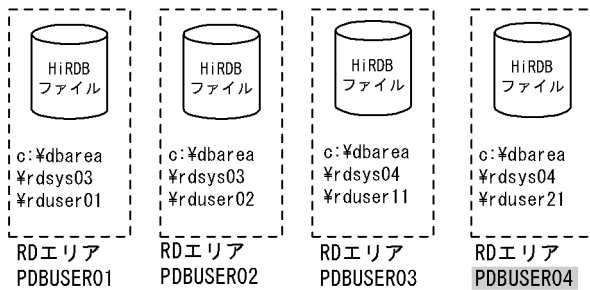 HiRDB
ファイル
c:¥dbarea
¥rdsys03
¥rduser01
RDエリア
PDBUSER01
HiRDB
ファイル
c:¥dbarea
¥rdsys03
¥rduser02
RDエリア
PDBUSER02
HiRDB
ファイル
c:¥dbarea
¥rdsys04
¥rduser11
RDエリア
PDBUSER03
HiRDB
ファイル
c:¥dbarea
¥rdsys04
¥rduser21
RDエリア
PDBUSER04